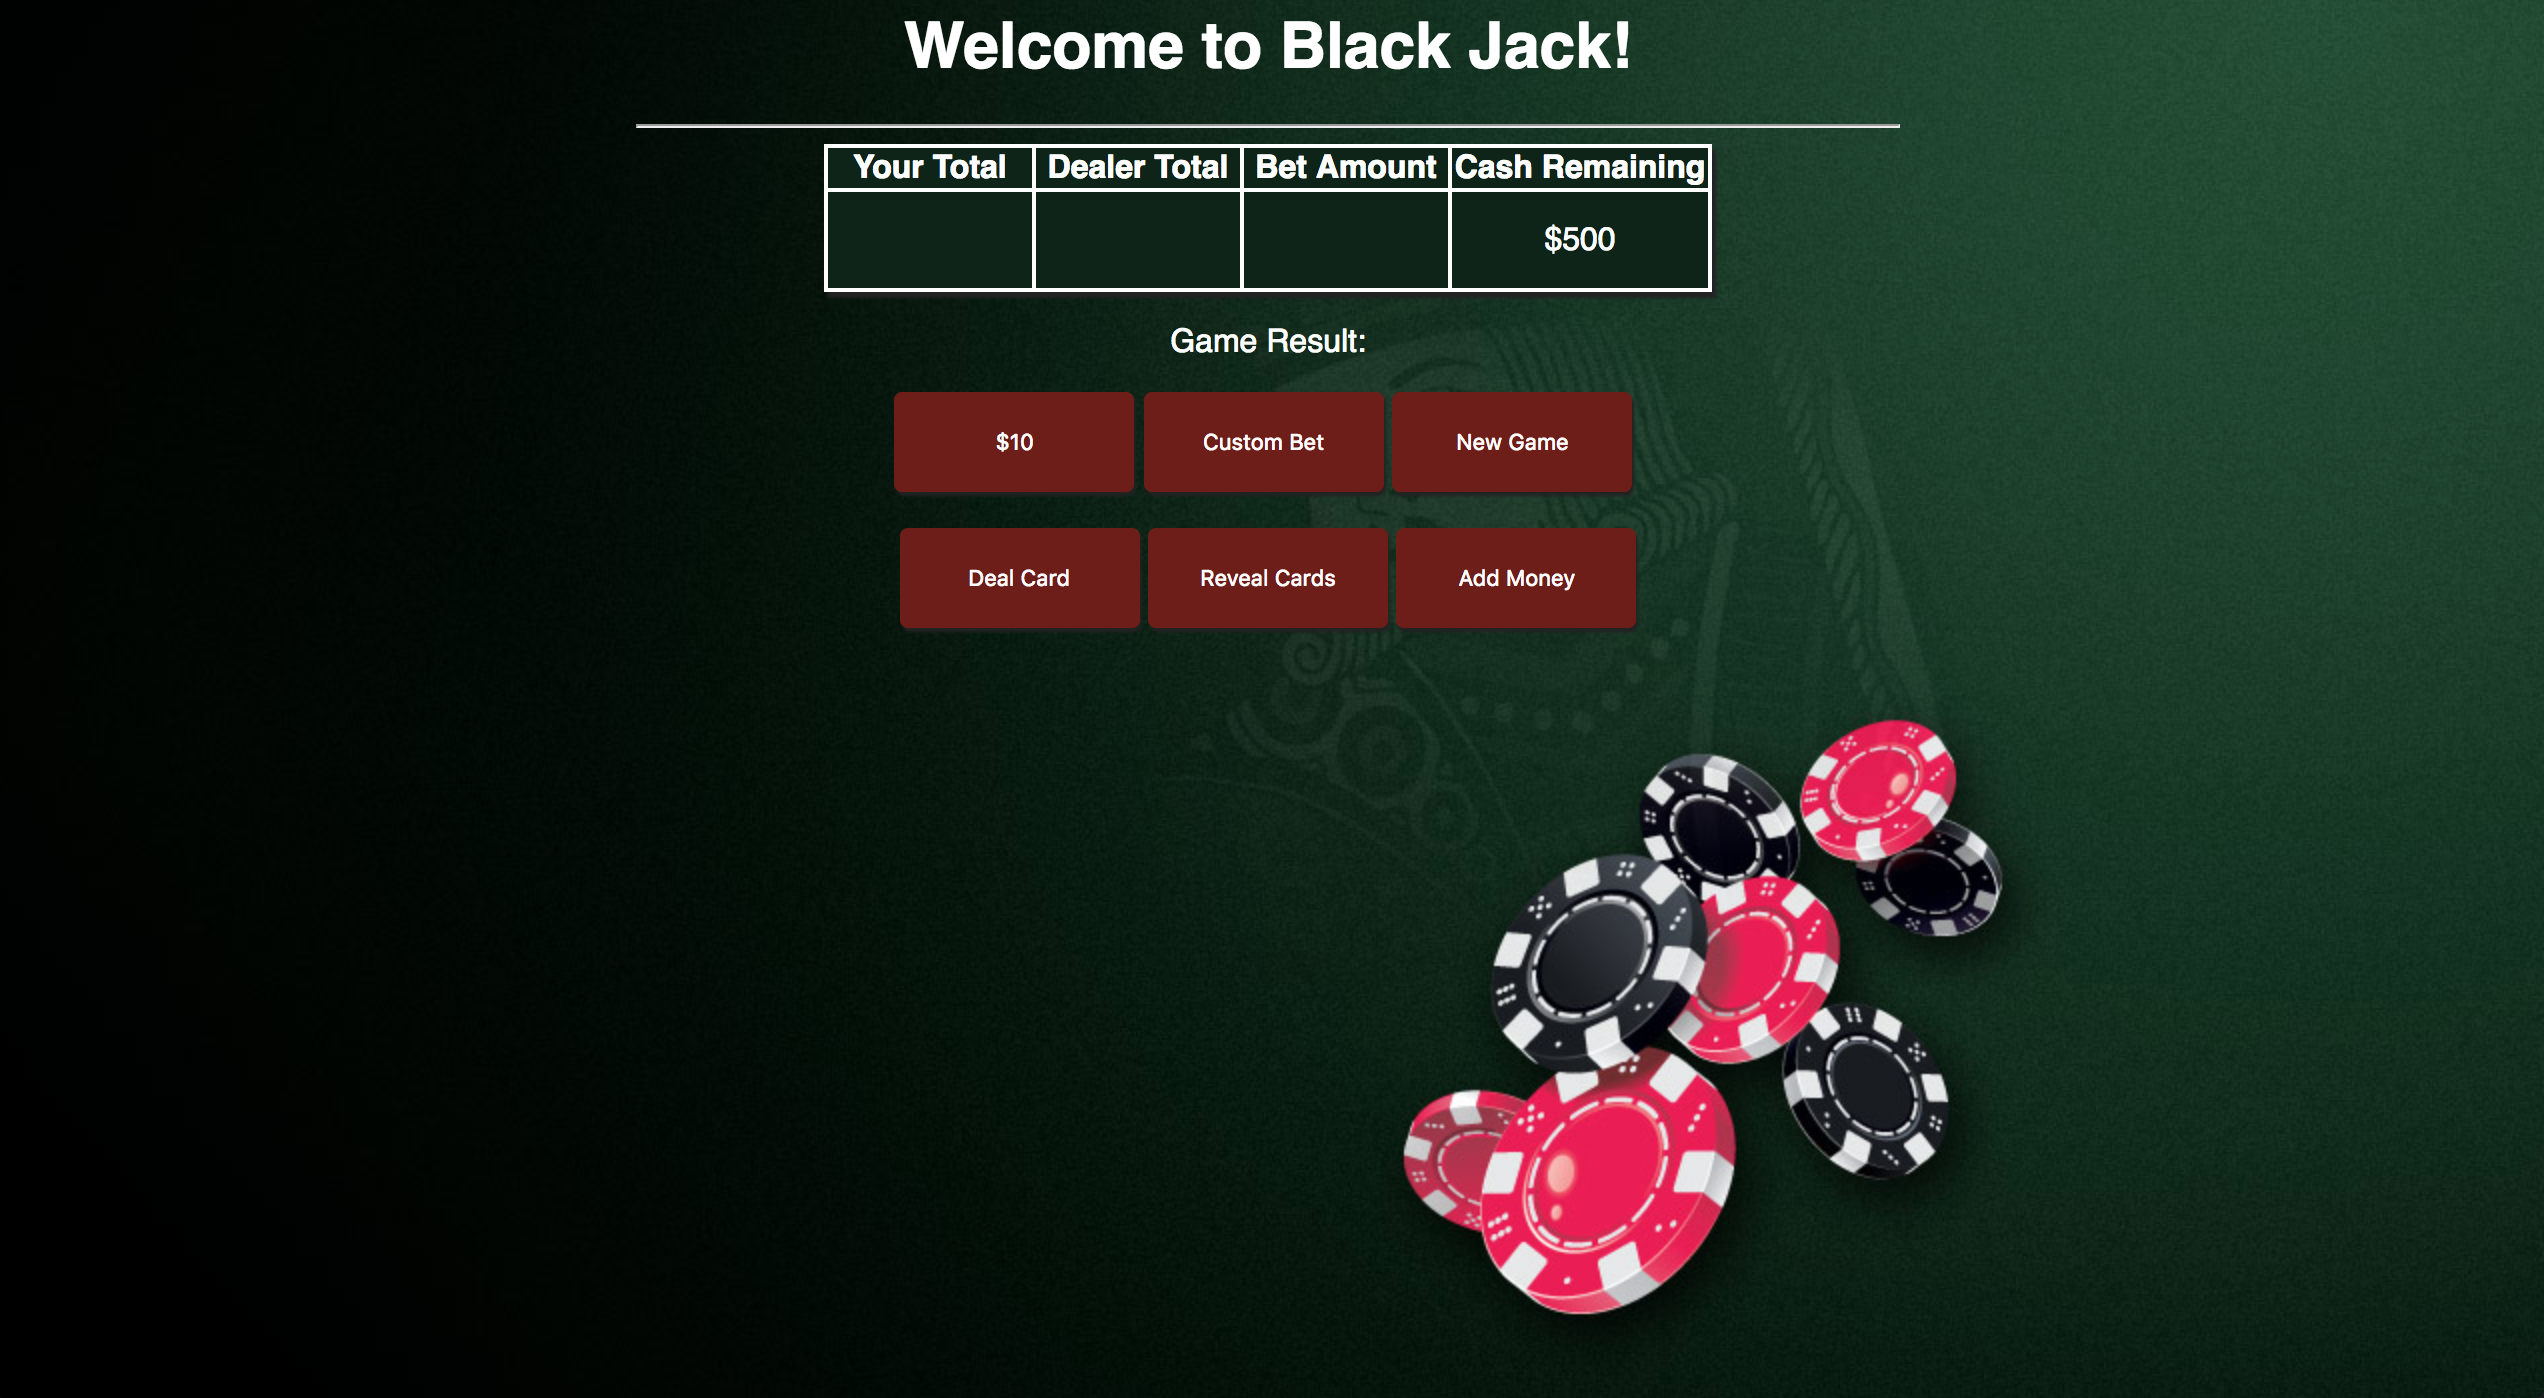 Welcome to Black Jack!
Your Total Dealer Total Bet Amount Cash Remaining
$500
Game Result:
$10 Custom Bet New Game
Deal Card Reveal Cards Add Money